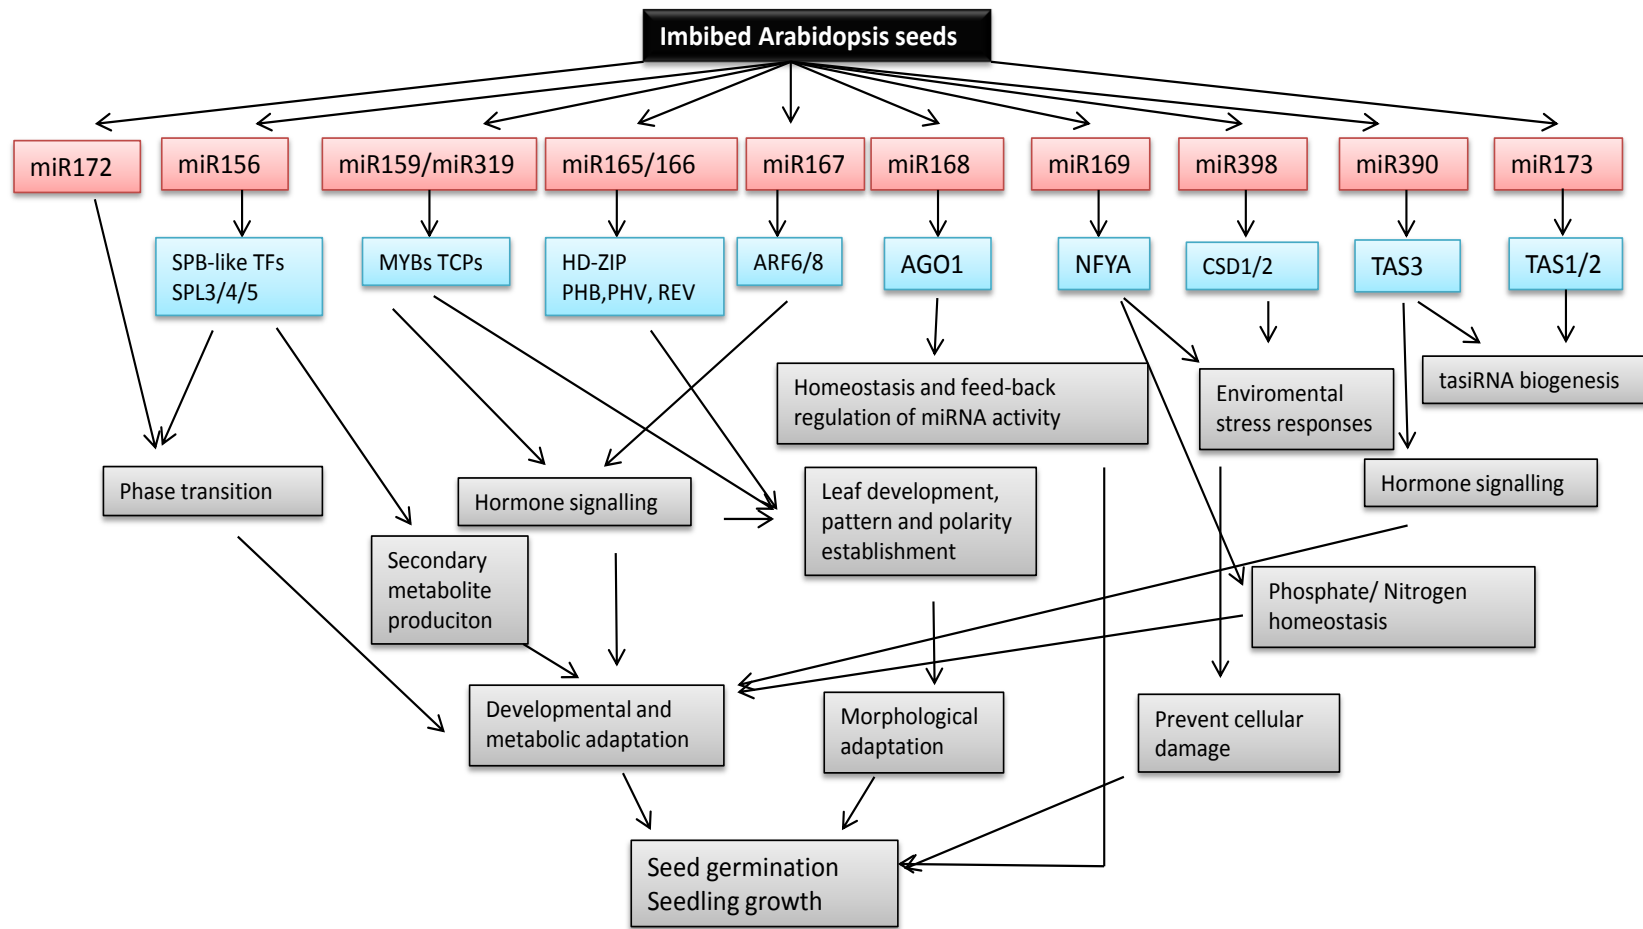 Imbibed Arabidopsis seeds
miR172
miR156
miR159/miR319
miR165/166
miR167
miR168
miR169
miR398
miR390
miR173
SPB-like TFs
SPL3/4/5
MYBs TCPs
HD-ZIP
PHB,PHV, REV
ARF6/8
AGO1
NFYA
CSD1/2
TAS3
TAS1/2
Homeostasis and feed-back
regulation of miRNA activity
Enviromental
stress responses
tasiRNA biogenesis
Phase transition
Hormone signalling
Leaf development,
pattern and polarity
establishment
Hormone signalling
Secondary
metabolite
produciton
Phosphate/ Nitrogen
homeostasis
Developmental and
metabolic adaptation
Morphological
adaptation
Prevent cellular
damage
Seed germination
Seedling growth